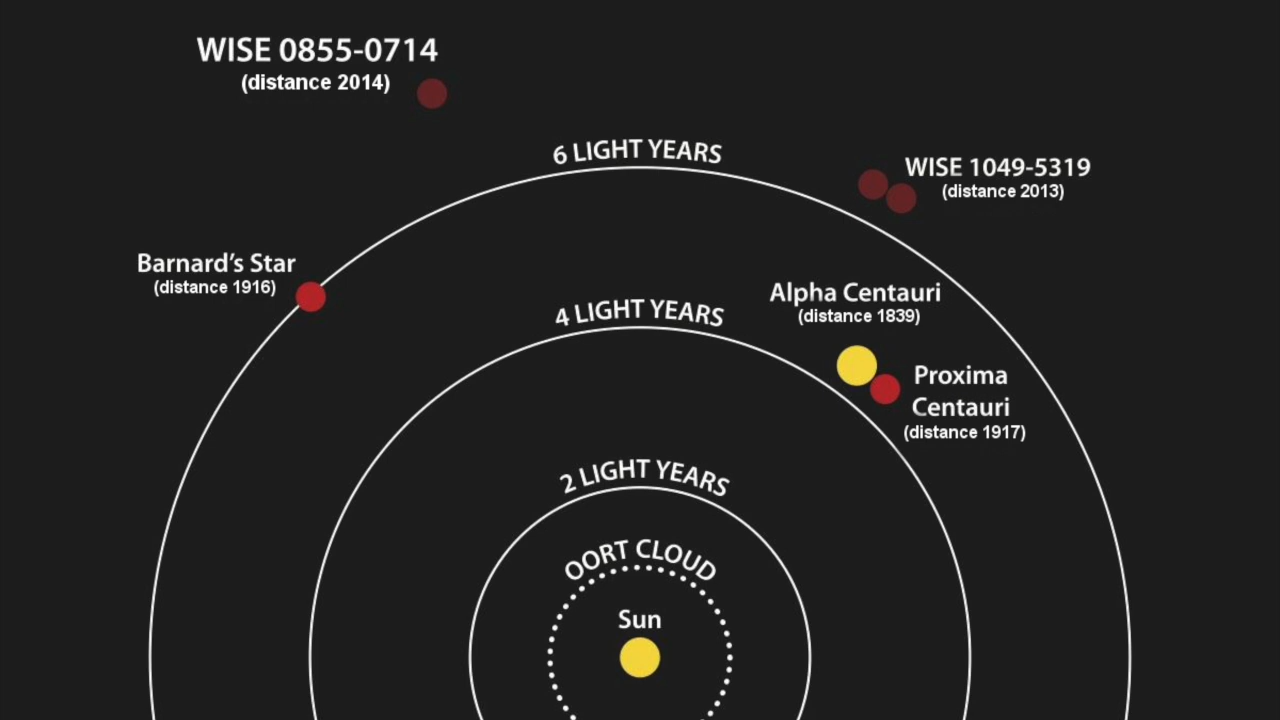 WISE 0855-0714
(distance 2014)
6 LIGHT YEARS
WISE 1049-5319
(distance 2013)
Barnard’s Star
(distance 1916)
Alpha Centauri
(distance 1839)
4 LIGHT YEARS
Proxima
Centauri
(distance 1917)
2 LIGHT YEARS
OORT CLOUD
Sun